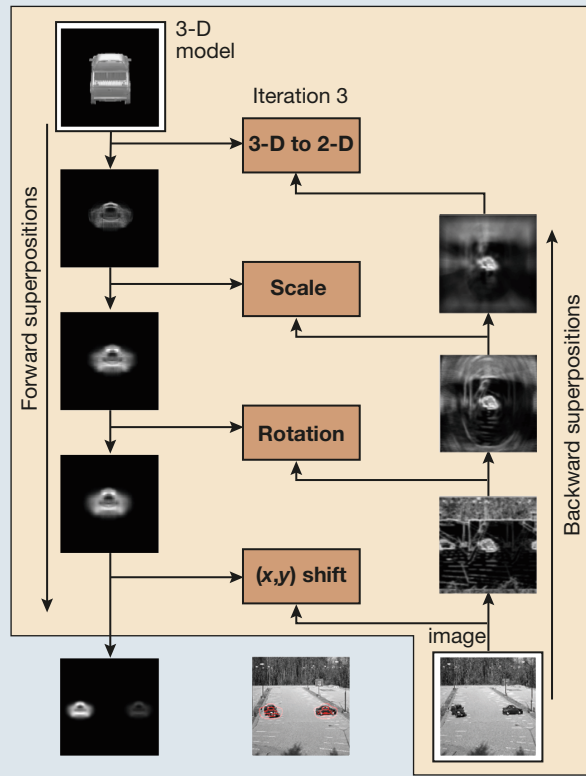 3-D
model
Iteration 3
3-D to 2-D
Forward superpositions
Scale
Rotation
Backward superpositions
(x,y) shift
image